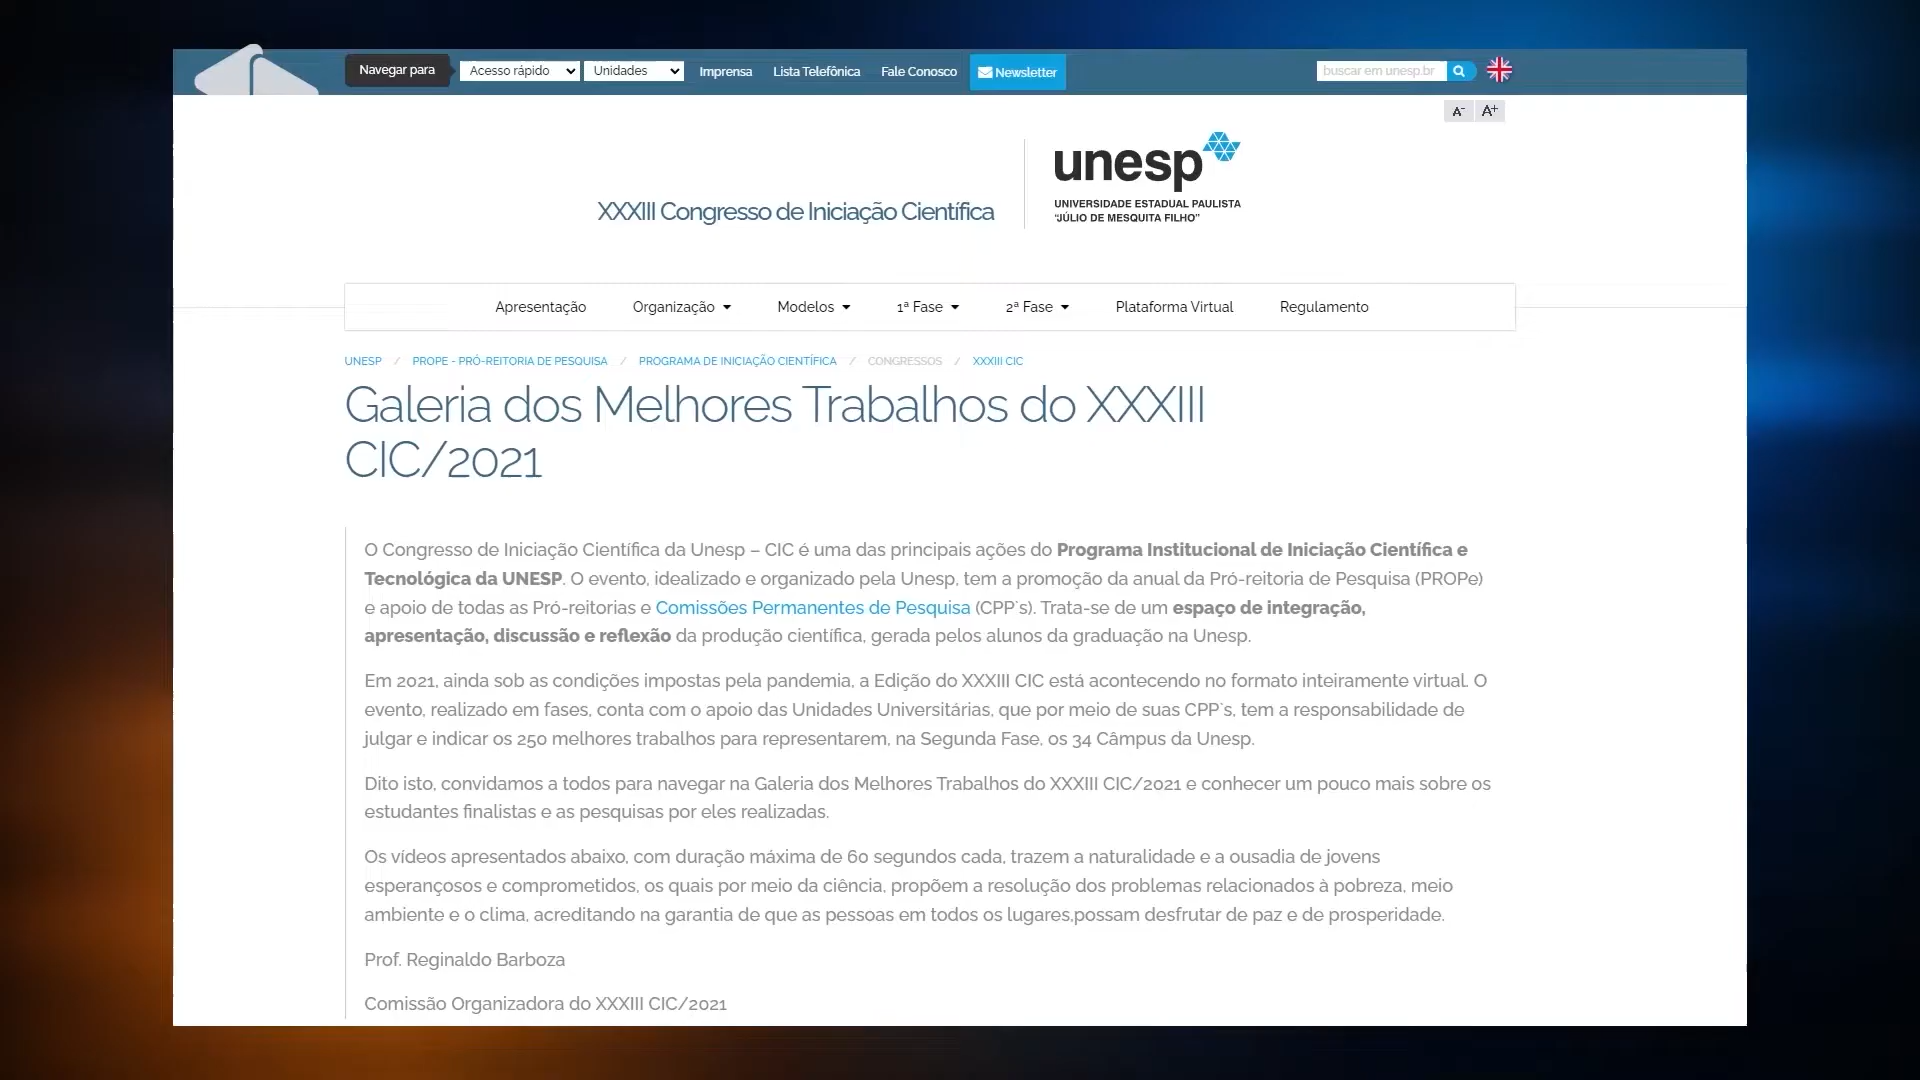 Navegar para Acesso rápido Unidades Imprensa Lista Telefônica Fale Conosco Newsletter buscar em unesp.br
A- A+
unesp
UNIVERSIDADE ESTADUAL PAULISTA
"JÚLIO DE MESQUITA FILHO"
XXXIII Congresso de Iniciação Científica
Apresentação Organização Modelos 1ª Fase 2ª Fase Plataforma Virtual Regulamento
UNESP / PROPE - PRÓ-REITORIA DE PESQUISA / PROGRAMA DE INICIAÇÃO CIENTÍFICA / CONGRESSOS / XXXIII CIC
Galeria dos Melhores Trabalhos do XXXIII
CIC/2021
O Congresso de Iniciação Científica da Unesp – CIC é uma das principais ações do Programa Institucional de Iniciação Científica e
Tecnológica da UNESP. O evento, idealizado e organizado pela Unesp, tem a promoção da anual da Pró-reitoria de Pesquisa (PROPe)
e apoio de todas as Pró-reitorias e Comissões Permanentes de Pesquisa (CPP`s). Trata-se de um espaço de integração,
apresentação, discussão e reflexão da produção científica, gerada pelos alunos da graduação na Unesp.
Em 2021, ainda sob as condições impostas pela pandemia, a Edição do XXXIII CIC está acontecendo no formato inteiramente virtual. O
evento, realizado em fases, conta com o apoio das Unidades Universitárias, que por meio de suas CPP`s, tem a responsabilidade de
julgar e indicar os 250 melhores trabalhos para representarem, na Segunda Fase, os 34 Câmpus da Unesp.
Dito isto, convidamos a todos para navegar na Galeria dos Melhores Trabalhos do XXXIII CIC/2021 e conhecer um pouco mais sobre os
estudantes finalistas e as pesquisas por eles realizadas.
Os vídeos apresentados abaixo, com duração máxima de 60 segundos cada, trazem a naturalidade e a ousadia de jovens
esperançosos e comprometidos, os quais por meio da ciência, propõem a resolução dos problemas relacionados à pobreza, meio
ambiente e o clima, acreditando na garantia de que as pessoas em todos os lugares,possam desfrutar de paz e de prosperidade.
Prof. Reginaldo Barboza
Comissão Organizadora do XXXIII CIC/2021